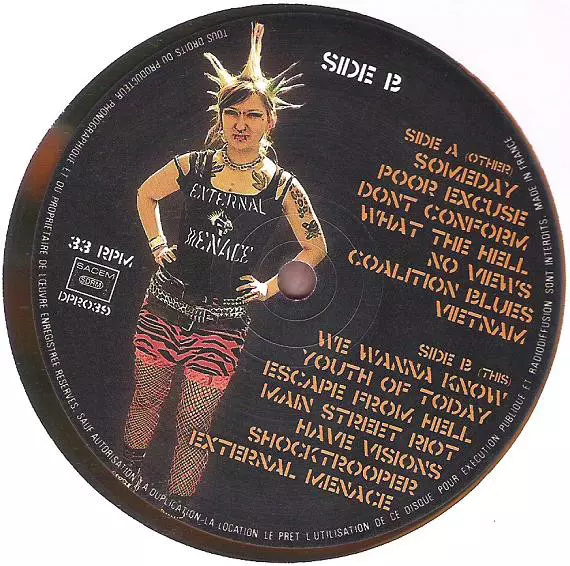 SIDE B
SIDE A (OTHER)
SOMEDAY
POOR EXCUSE
DONT CONFORM
WHAT THE HELL
NO VIEW'S
COALITION BLUES
VIETNAM
SIDE B (THIS)
WE WANNA KNOW
YOUTH OF TODAY
ESCAPE FROM HELL
MAIN STREET RIOT
HAVE VISIONS
SHOCKTROOPER
EXTERNAL MENACE
EXTERNAL
MENACE
33 RPM
SACEM
SDRM
DPRO39
TOUS DROITS DU PRODUCTEUR PHONOGRAPHIQUE ET DU PROPRIETAIRE DE L'ŒUVRE ENREGISTREE RESERVES. SAUF AUTORISATION LA DUPLICATION LA LOCATION LE PRET L'UTILISATION DE CE DISQUE POUR EXECUTION PUBLIQUE ET RADIODIFFUSION SONT INTERDITS. MADE IN FRANCE